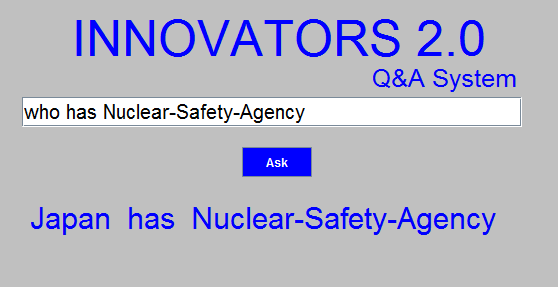 INNOVATORS 2.0
Q&A System
who has Nuclear-Safety-Agency
Ask
Japan has Nuclear-Safety-Agency